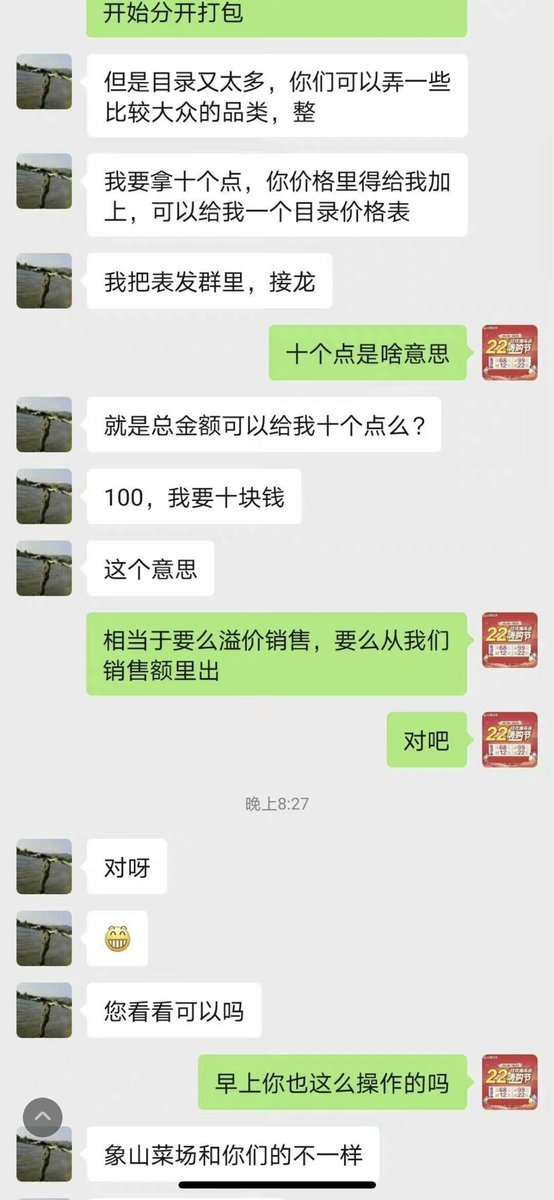 开始分开打包
但是目录又太多，你们可以弄一些
比较大众的品类，整
我要拿十个点，你价格里得给我加
上，可以给我一个目录价格表
我把表发群里，接龙
十个点是啥意思
就是总金额可以给我十个点么？
100，我要十块钱
这个意思
相当于要么溢价销售，要么从我们
销售额里出
对吧
晚上8:27
对呀
您看看可以吗
早上你也这么操作的吗
象山菜场和你们的不一样